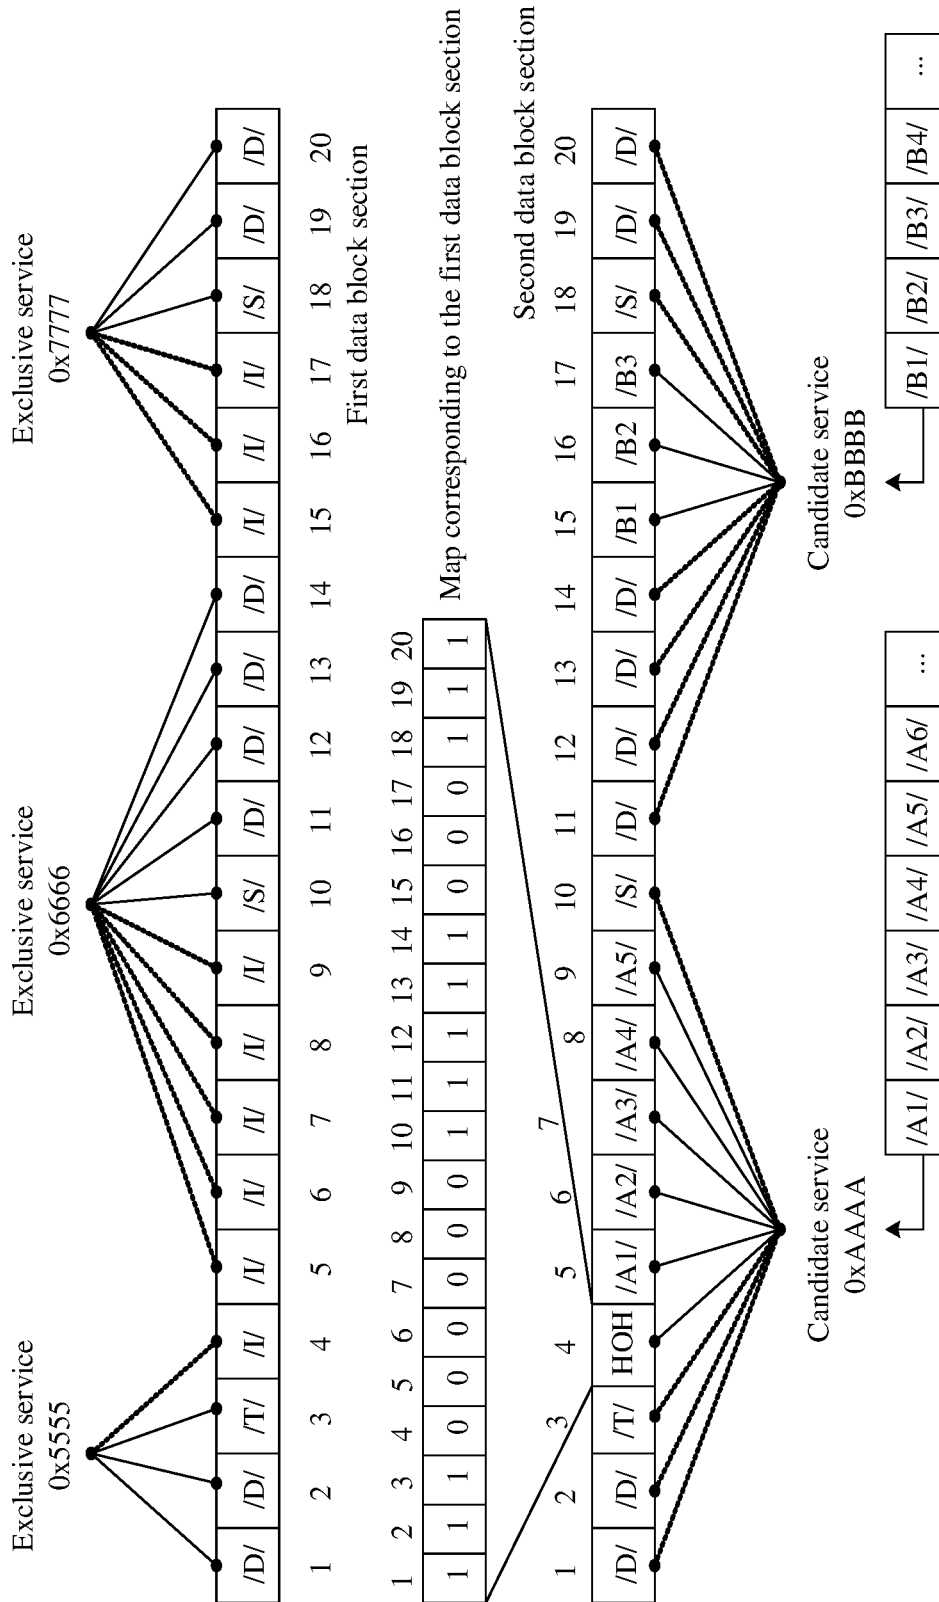 Exclusive service
0x5555
Exclusive service
0x6666
Exclusive service
0x7777
/D/ /D/ /T/ /I/ /I/ /I/ /I/ /I/ /I/ /S/ /D/ /D/ /D/ /D/ /I/ /I/ /I/ /S/ /D/ /D/
1 2 3 4 5 6 7 8 9 10 11 12 13 14 15 16 17 18 19 20
First data block section
1 2 3 4 5 6 7 8 9 10 11 12 13 14 15 16 17 18 19 20
1 1 1 0 0 0 0 0 0 1 1 1 1 1 0 0 0 1 1 1
Map corresponding to the first data block section
Second data block section
1 2 3 4 5 6 7 8 9 10 11 12 13 14 15 16 17 18 19 20
/D/ /D/ /T/ HOH /A1/ /A2/ /A3/ /A4/ /A5/ /S/ /D/ /D/ /D/ /D/ /B1 /B2 /B3 /S/ /D/ /D/
Candidate service
0xAAAA
Candidate service
0xBBBB
/A1/ /A2/ /A3/ /A4/ /A5/ /A6/ ...
/B1/ /B2/ /B3/ /B4/ ...